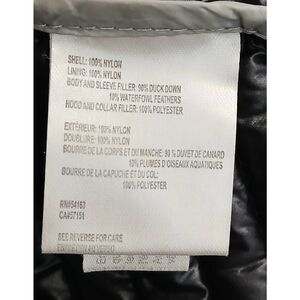 SHELL: 100% NYLON
LINING: 100% NYLON
BODY AND SLEEVE FILLER: 90% DUCK DOWN
10% WATERFOWL FEATHERS
HOOD AND COLLAR FILLER: 100% POLYESTER
EXTÉRIEUR: 100% NYLON
DOUBLURE: 100% NYLON
BOURRE DE LA CORPS ET DU MANCHE: 90 % DUVET DE CANARD
10% PLUMES D'OISEAUX AQUATIQUES
BOURRE DE LA CAPUCHE ET DU COL:
100% POLYESTER
RN#54163
CA#57151
SEE REVERSE FOR CARE